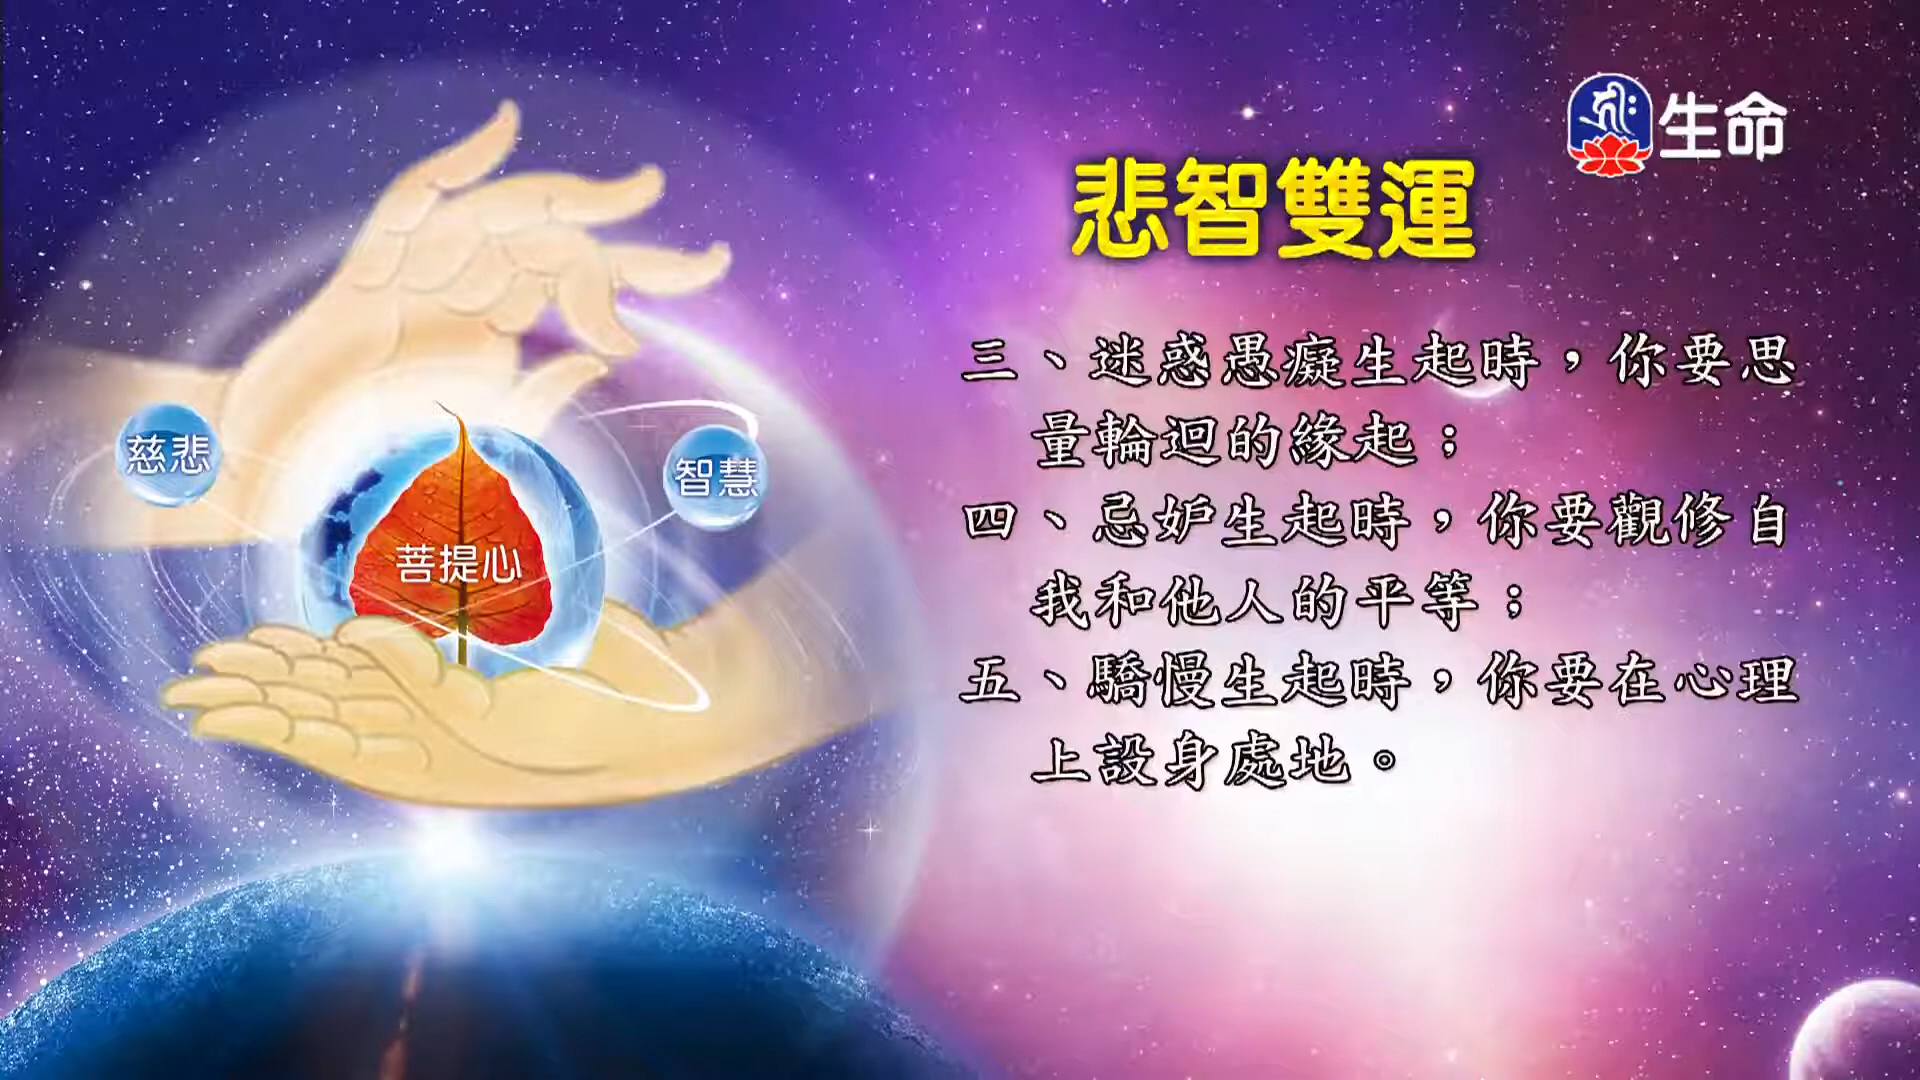 生命
悲智雙運
慈悲
智慧
菩提心
三、迷惑愚癡生起時，你要思
量輪迴的緣起；
四、忌妒生起時，你要觀修自
我和他人的平等；
五、驕慢生起時，你要在心理
上設身處地。